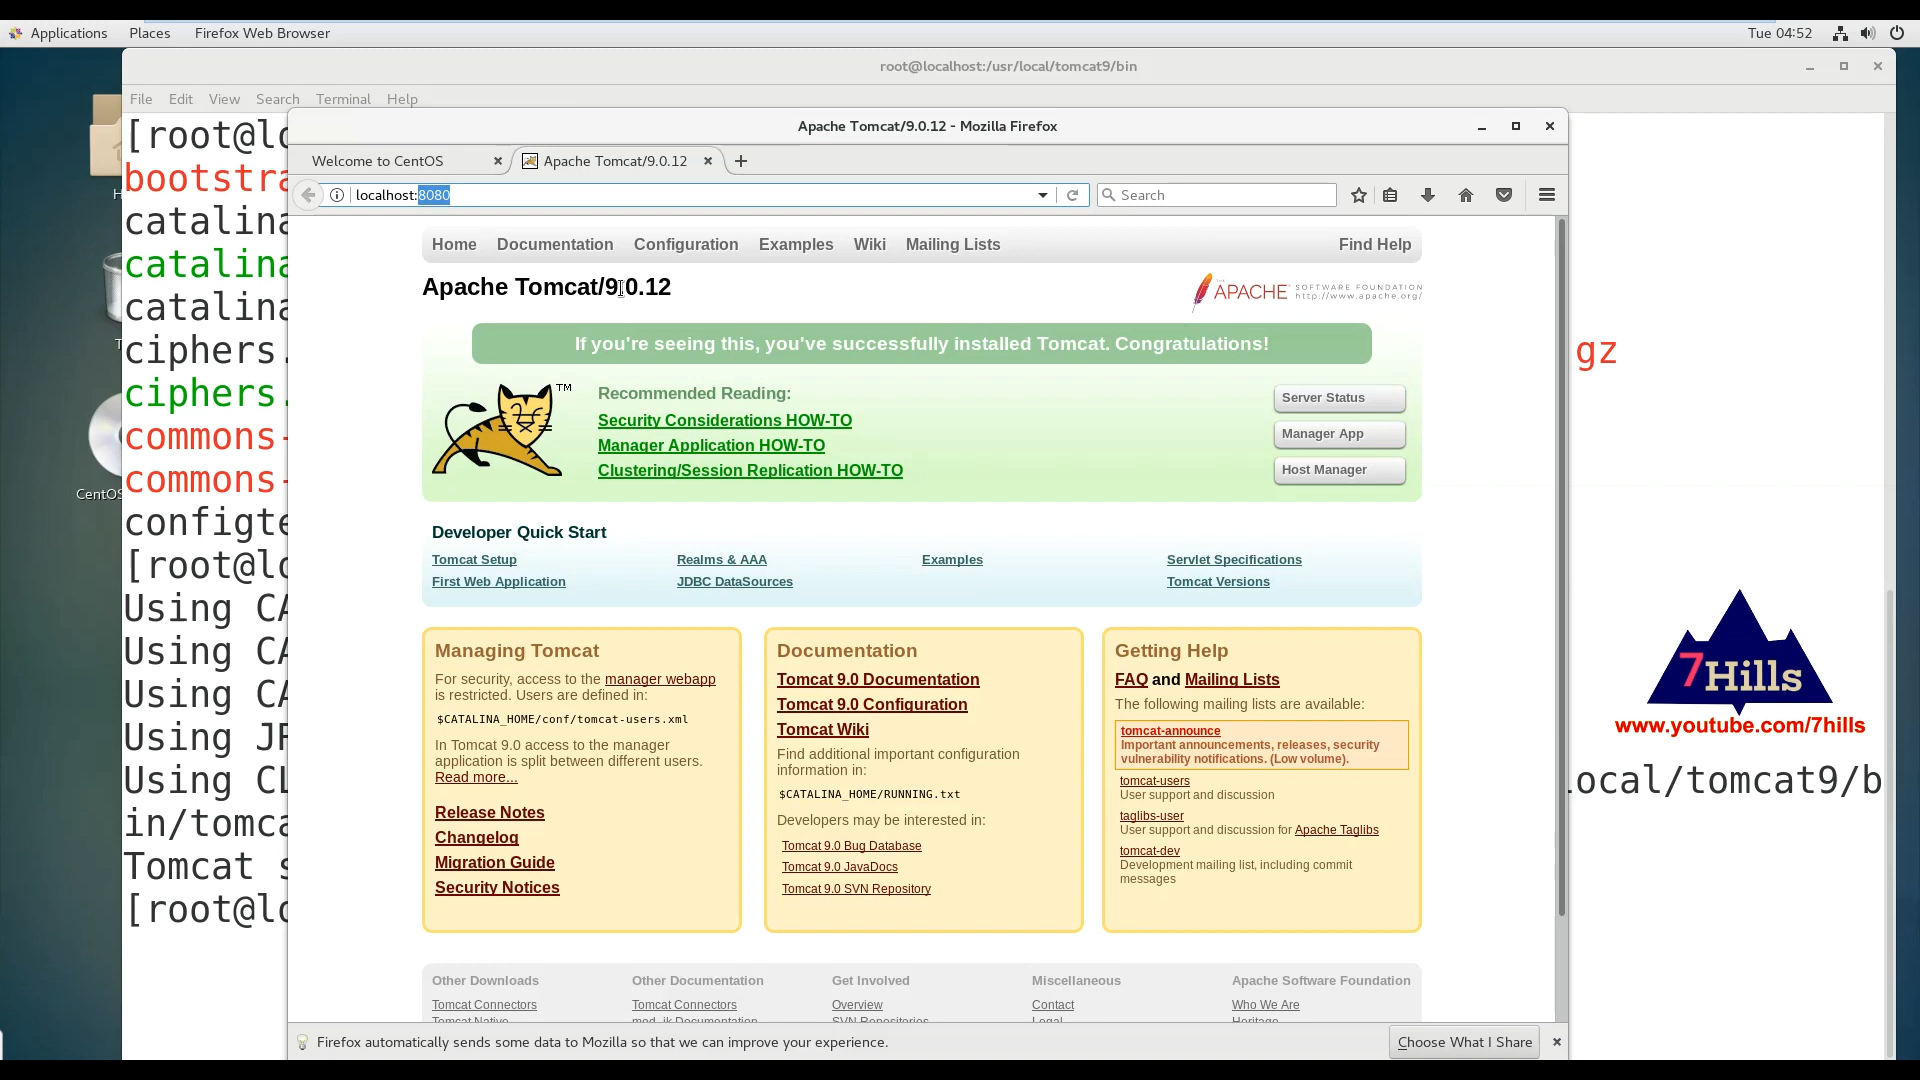 Applications Places Firefox Web Browser Tue 04:52
root@localhost:/usr/local/tomcat9/bin
File Edit View Search Terminal Help
Apache Tomcat/9.0.12 - Mozilla Firefox
Welcome to CentOS Apache Tomcat/9.0.12
localhost:8080 Search
Home Documentation Configuration Examples Wiki Mailing Lists Find Help
Apache Tomcat/9.0.12
THE APACHE SOFTWARE FOUNDATION
http://www.apache.org/
If you're seeing this, you've successfully installed Tomcat. Congratulations!
TM
Recommended Reading:
Security Considerations HOW-TO
Manager Application HOW-TO
Clustering/Session Replication HOW-TO
Server Status
Manager App
Host Manager
Developer Quick Start
Tomcat Setup
First Web Application
Realms & AAA
JDBC DataSources
Examples
Servlet Specifications
Tomcat Versions
Managing Tomcat
For security, access to the manager webapp
is restricted. Users are defined in:
$CATALINA_HOME/conf/tomcat-users.xml
In Tomcat 9.0 access to the manager
application is split between different users.
Read more...
Release Notes
Changelog
Migration Guide
Security Notices
Documentation
Tomcat 9.0 Documentation
Tomcat 9.0 Configuration
Tomcat Wiki
Find additional important configuration
information in:
$CATALINA_HOME/RUNNING.txt
Developers may be interested in:
Tomcat 9.0 Bug Database
Tomcat 9.0 JavaDocs
Tomcat 9.0 SVN Repository
Getting Help
FAQ and Mailing Lists
The following mailing lists are available:
tomcat-announce
Important announcements, releases, security
vulnerability notifications. (Low volume).
tomcat-users
User support and discussion
taglibs-user
User support and discussion for Apache Taglibs
tomcat-dev
Development mailing list, including commit
messages
Other Downloads
Tomcat Connectors
Tomcat Native
Other Documentation
Tomcat Connectors
mod_jk Documentation
Get Involved
Overview
SVN Repositories
Miscellaneous
Contact
Legal
Apache Software Foundation
Who We Are
Heritage
Firefox automatically sends some data to Mozilla so that we can improve your experience. Choose What I Share
[root@lo
bootstra
catalina
catalina
catalina
ciphers. gz
ciphers.
commons-
commons-
configte
[root@lo
Using CA
Using CA
Using CA
Using JR
Using CL ocal/tomcat9/b
in/tomca
Tomcat s
[root@lo
CentOS
7Hills
www.youtube.com/7hills